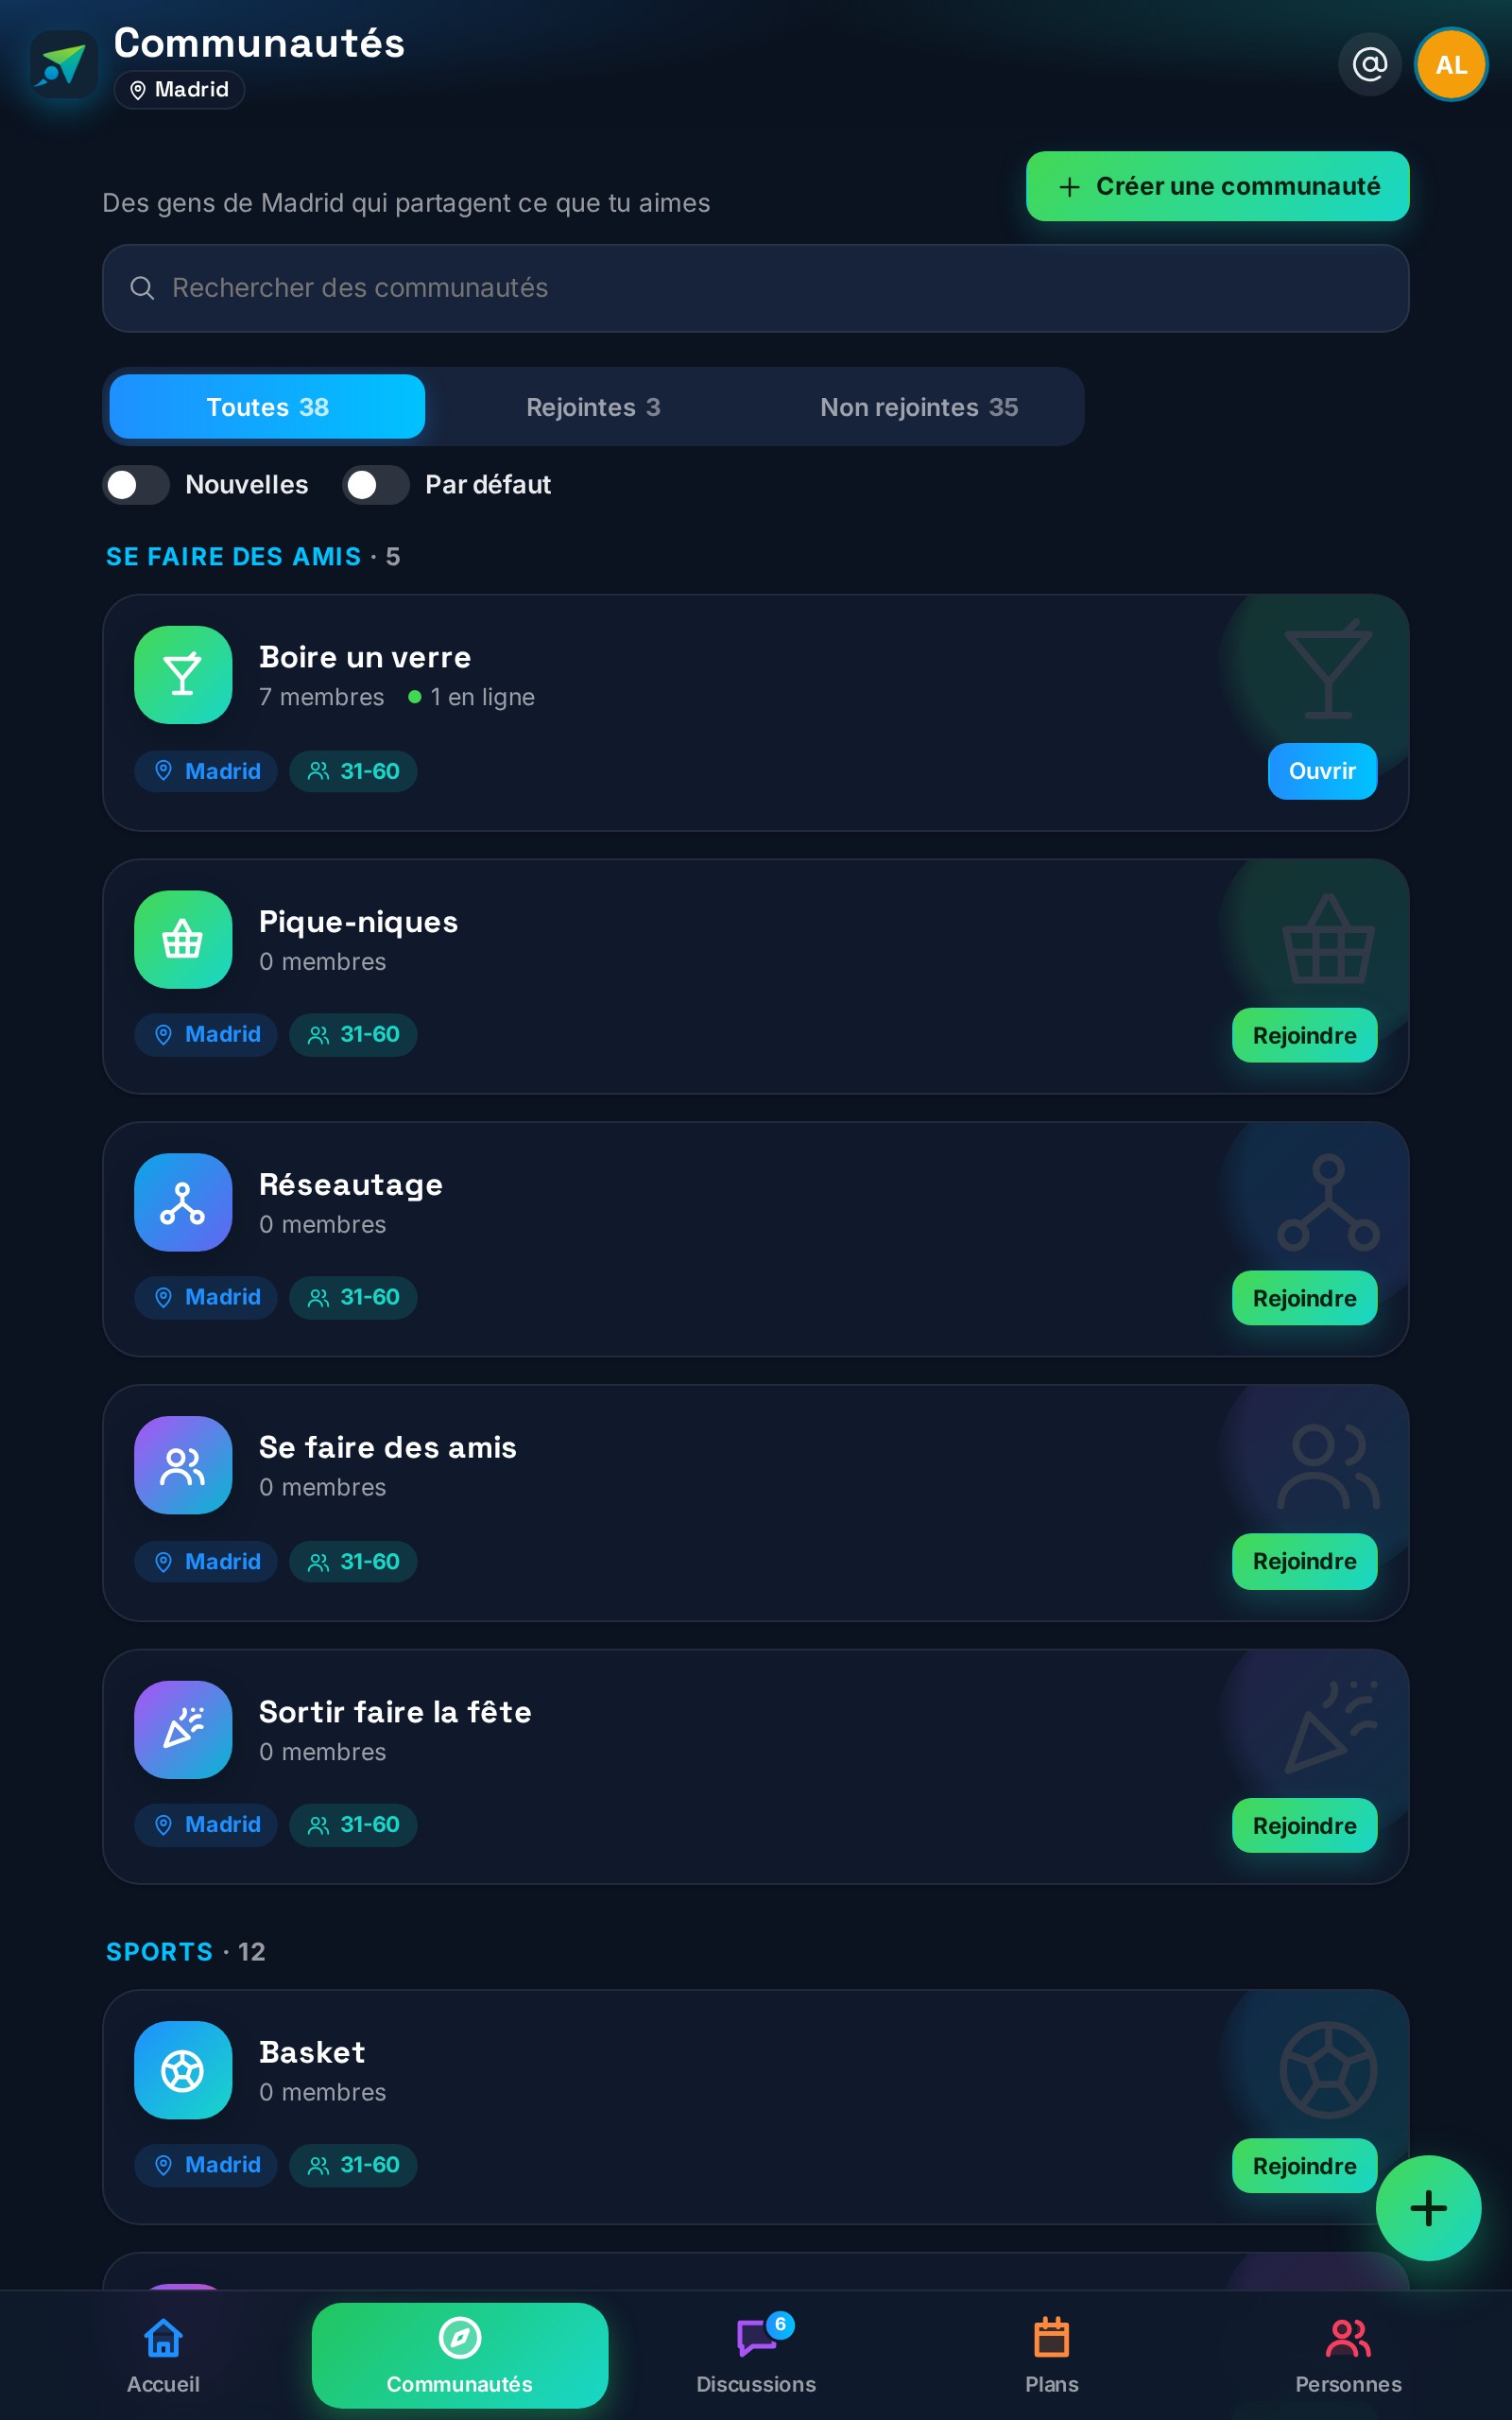 Communautés
Madrid
AL
Créer une communauté
Des gens de Madrid qui partagent ce que tu aimes
Rechercher des communautés
Toutes 38
Rejointes 3
Non rejointes 35
Nouvelles
Par défaut
SE FAIRE DES AMIS · 5
Boire un verre
7 membres
1 en ligne
Madrid
31-60
Ouvrir
Pique-niques
0 membres
Madrid
31-60
Rejoindre
Réseautage
0 membres
Madrid
31-60
Rejoindre
Se faire des amis
0 membres
Madrid
31-60
Rejoindre
Sortir faire la fête
0 membres
Madrid
31-60
Rejoindre
SPORTS · 12
Basket
0 membres
Madrid
31-60
Rejoindre
Accueil
Communautés
6
Discussions
Plans
Personnes